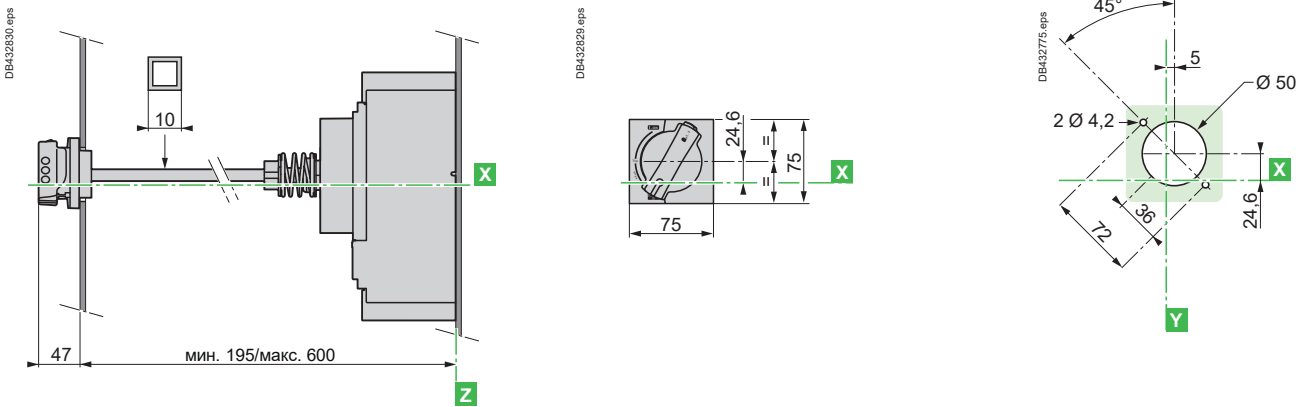 DB432830.eps
10
X
47
мин. 195/макс. 600
Z
DB432829.eps
24,6
=
=
75
X
75
DB432775.eps
45°
5
Ø 50
2 Ø 4,2
X
24,6
36
72
Y